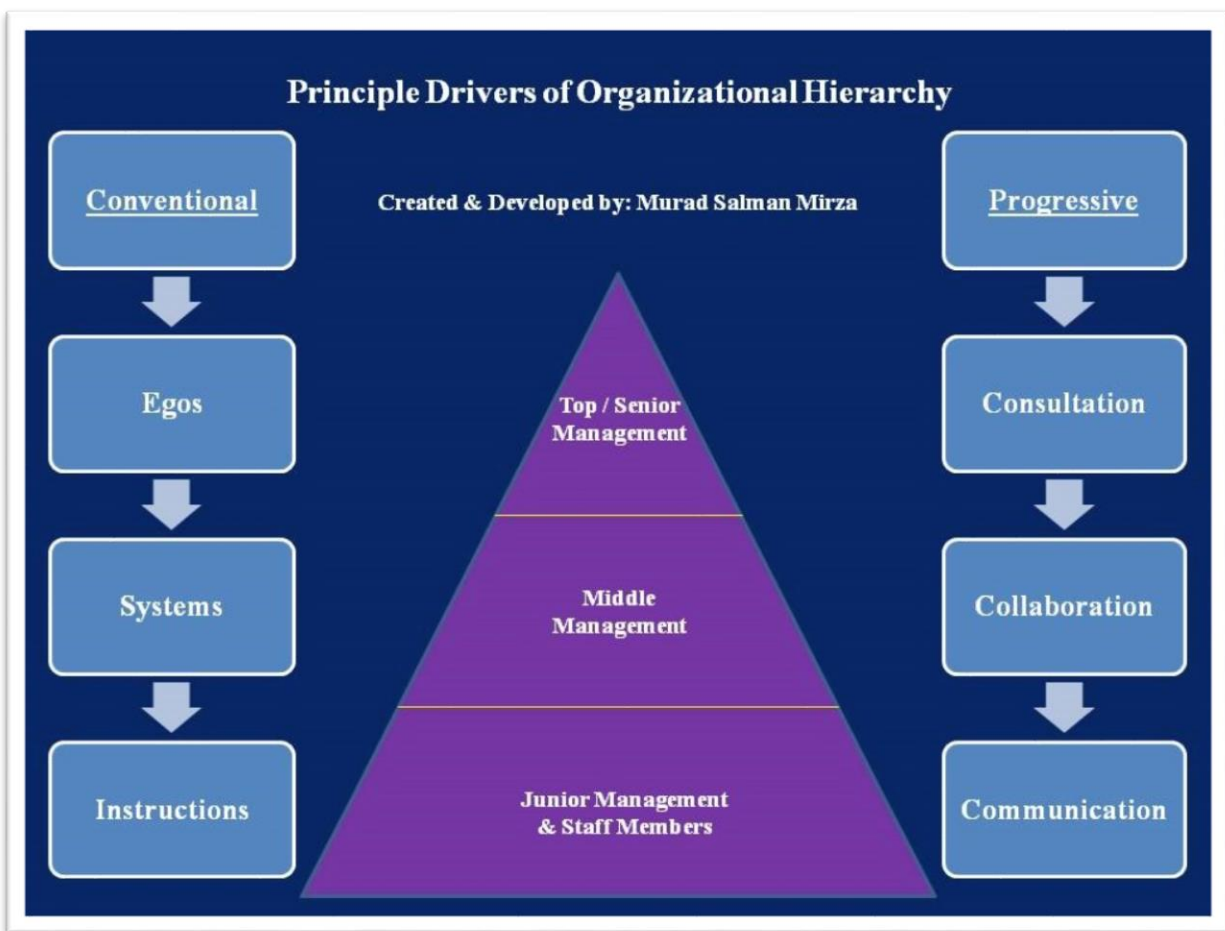 Principle Drivers of Organizational Hierarchy
Conventional
Created & Developed by: Murad Salman Mirza
Progressive
Egos
Top / Senior
Management
Consultation
Systems
Middle
Management
Collaboration
Instructions
Junior Management
& Staff Members
Communication